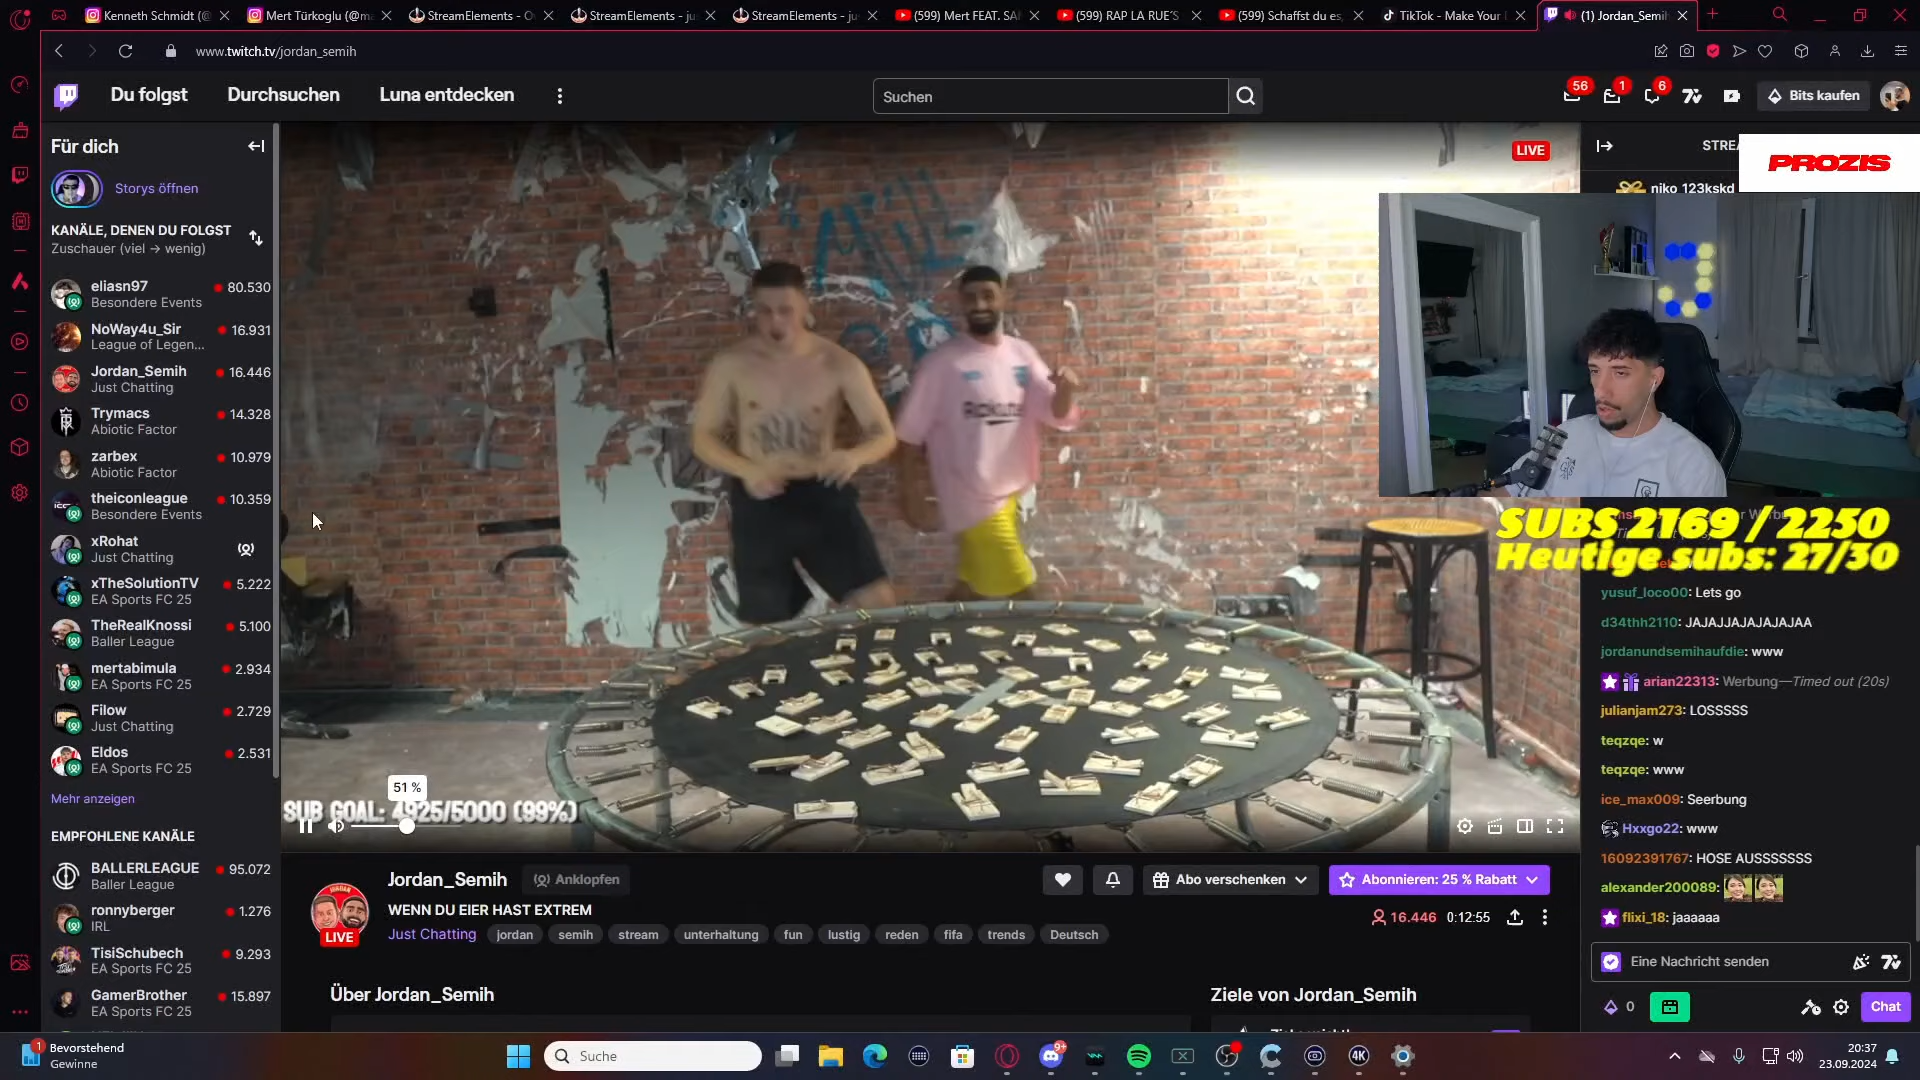 Kenneth Schmidt (@
Mert Türkoglu (@ma
StreamElements - O
StreamElements - ju
StreamElements - ju
(599) Mert FEAT. SA
(599) RAP LA RUE'S
(599) Schaffst du es
TikTok - Make Your
(1) Jordan_Semih
www.twitch.tv/jordan_semih
Du folgst
Durchsuchen
Luna entdecken
Suchen
56
1
6
Bits kaufen
Für dich
Storys öffnen
KANÄLE, DENEN DU FOLGST
Zuschauer (viel → wenig)
eliasn97 80.530
Besondere Events
NoWay4u_Sir 16.931
League of Legen...
Jordan_Semih 16.446
Just Chatting
Trymacs 14.328
Abiotic Factor
zarbex 10.979
Abiotic Factor
theiconleague 10.359
Besondere Events
xRohat
Just Chatting
xTheSolutionTV 5.222
EA Sports FC 25
TheRealKnossi 5.100
Baller League
mertabimula 2.934
EA Sports FC 25
Filow 2.729
Just Chatting
Eldos 2.531
EA Sports FC 25
Mehr anzeigen
EMPFOHLENE KANÄLE
BALLERLEAGUE 95.072
Baller League
ronnyberger 1.276
IRL
TisiSchubech 9.293
EA Sports FC 25
GamerBrother 15.897
EA Sports FC 25
LIVE
51 %
SUB GOAL: 4925/5000 (99%)
Jordan_Semih
Anklopfen
Abo verschenken
Abonnieren: 25 % Rabatt
WENN DU EIER HAST EXTREM
16.446 0:12:55
Just Chatting
jordan
semih
stream
unterhaltung
fun
lustig
reden
fifa
trends
Deutsch
LIVE
Über Jordan_Semih
Ziele von Jordan_Semih
STREA
PROZIS
niko_123kskd
SUBS 2169 / 2250
Heutige subs: 27/30
yusuf_loco00: Lets go
d34thh2110: JAJAJJAJAJAJAJAA
jordanundsemihaufdie: www
arian22313: Werbung—Timed out (20s)
julianjam273: LOSSSSS
teqzqe: w
teqzqe: www
ice_max009: Seerbung
Hxxgo22: www
16092391767: HOSE AUSSSSSSS
alexander200089:
flixi_18: jaaaaaa
Eine Nachricht senden
0
Chat
1
Bevorstehend
Gewinne
Suche
9+
4K
20:37
23.09.2024